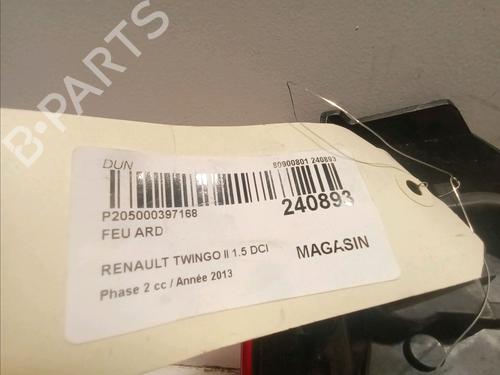 B-PARTS
DUN
80900801 240893
P205000397168
240893
FEU ARD
RENAULT TWINGO II 1.5 DCI
MAGASIN
Phase 2 cc / Année 2013